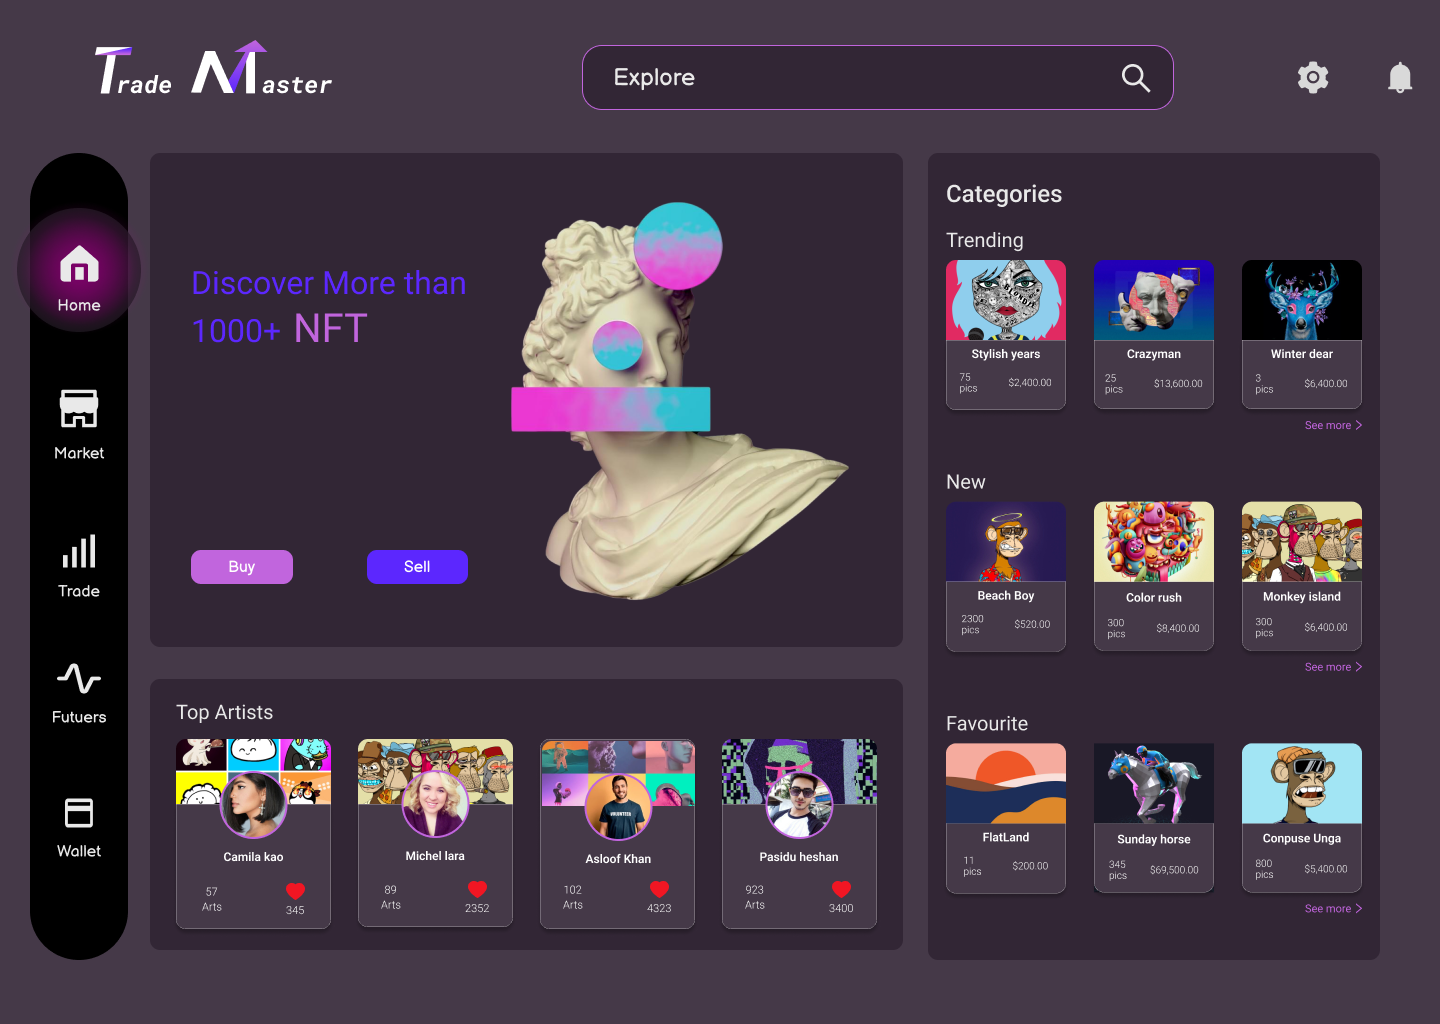 Trade Master
Explore
Home
Market
Trade
Futuers
Wallet
Discover More than
1000+ NFT
Buy
Sell
Top Artists
Camila kao
57
Arts
345
Michel lara
89
Arts
2352
VOLUNTEER
Asloof Khan
102
Arts
4323
Pasidu heshan
923
Arts
3400
Categories
Trending
BLONDIE
Stylish years
75
pics
$2,400.00
Crazyman
25
pics
$13,600.00
Winter dear
3
pics
$6,400.00
See more
New
Beach Boy
2300
pics
$520.00
Color rush
300
pics
$8,400.00
Monkey island
300
pics
$6,400.00
See more
Favourite
FlatLand
11
pics
$200.00
Sunday horse
345
pics
$69,500.00
Conpuse Unga
800
pics
$5,400.00
See more